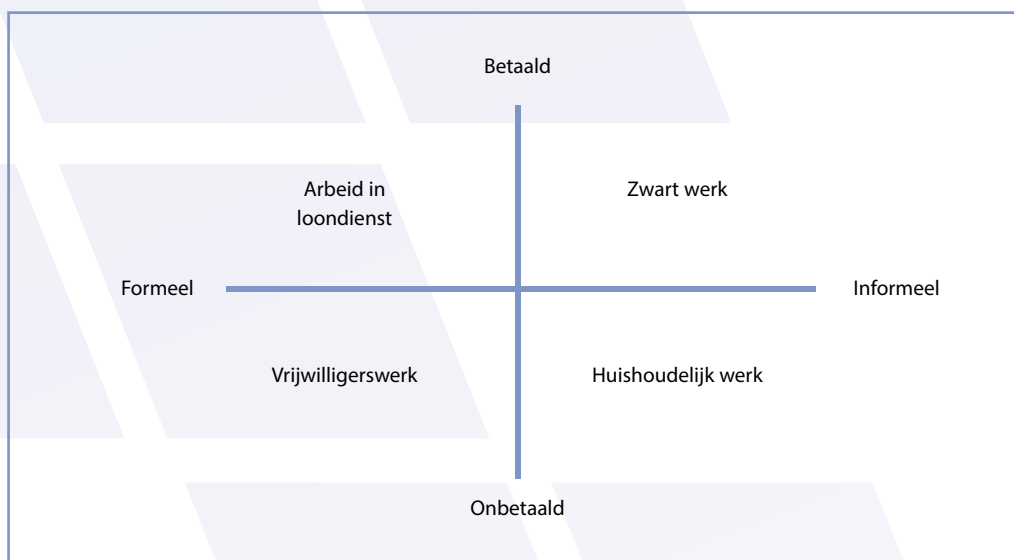 Betaald
Arbeid in
loondienst
Zwart werk
Formeel
Informeel
Vrijwilligerswerk
Huishoudelijk werk
Onbetaald